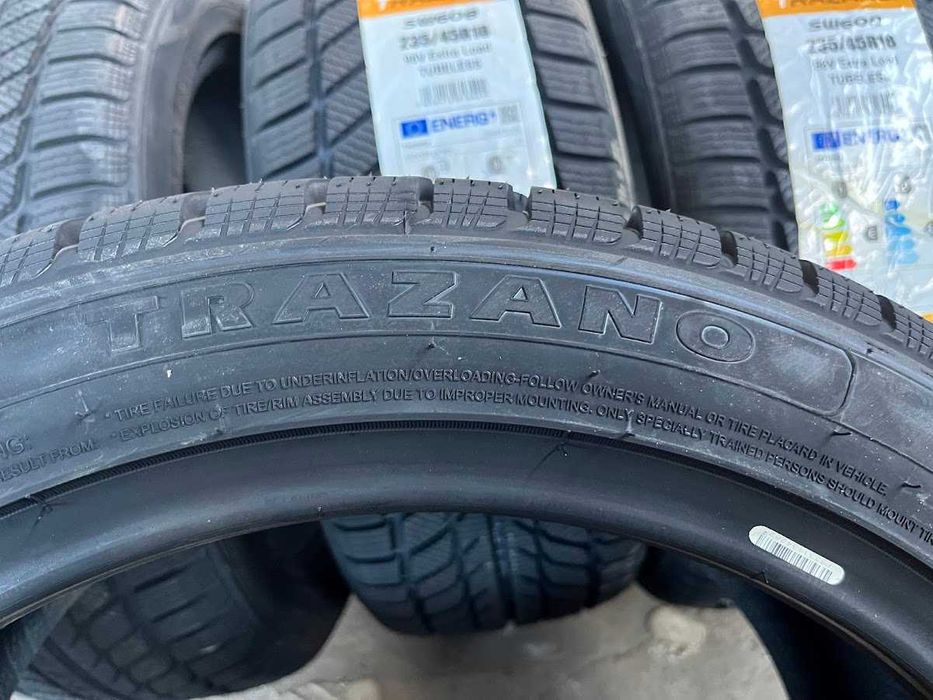 TRAZANO
SW608
235/45R18
98V Extra Load
TUBELESS
ENERG
TRAZANO
SW608
235/45R18
98V Extra Load
TUBELESS
ENERG
TRAZANO
• TIRE FAILURE DUE TO UNDERINFLATION/OVERLOADING-FOLLOW OWNER'S MANUAL OR TIRE PLACARD IN VEHICLE.
RESULT FROM: • EXPLOSION OF TIRE/RIM ASSEMBLY DUE TO IMPROPER MOUNTING. ONLY SPECIALLY TRAINED PERSONS SHOULD MOUNT